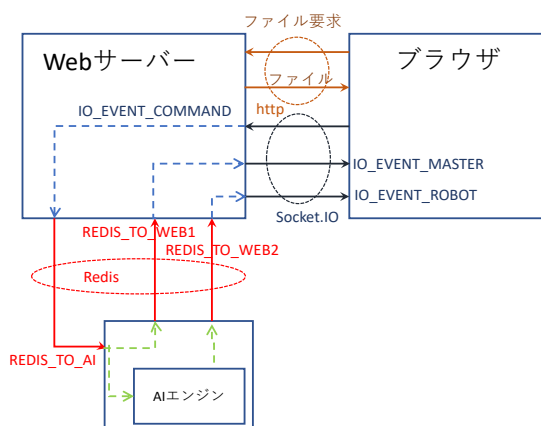 ファイル要求
Webサーバー
ブラウザ
ファイル
IO_EVENT_COMMAND
http
IO_EVENT_MASTER
IO_EVENT_ROBOT
Socket.IO
REDIS_TO_WEB1
REDIS_TO_WEB2
Redis
REDIS_TO_AI
AIエンジン